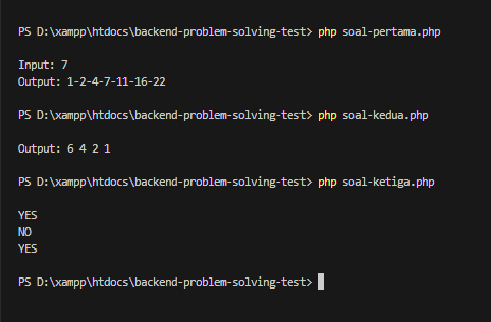 PS D:\xampp\htdocs\backend-problem-solving-test> php soal-pertama.php
Input: 7
Output: 1-2-4-7-11-16-22
PS D:\xampp\htdocs\backend-problem-solving-test> php soal-kedua.php
Output: 6 4 2 1
PS D:\xampp\htdocs\backend-problem-solving-test> php soal-ketiga.php
YES
NO
YES
PS D:\xampp\htdocs\backend-problem-solving-test>